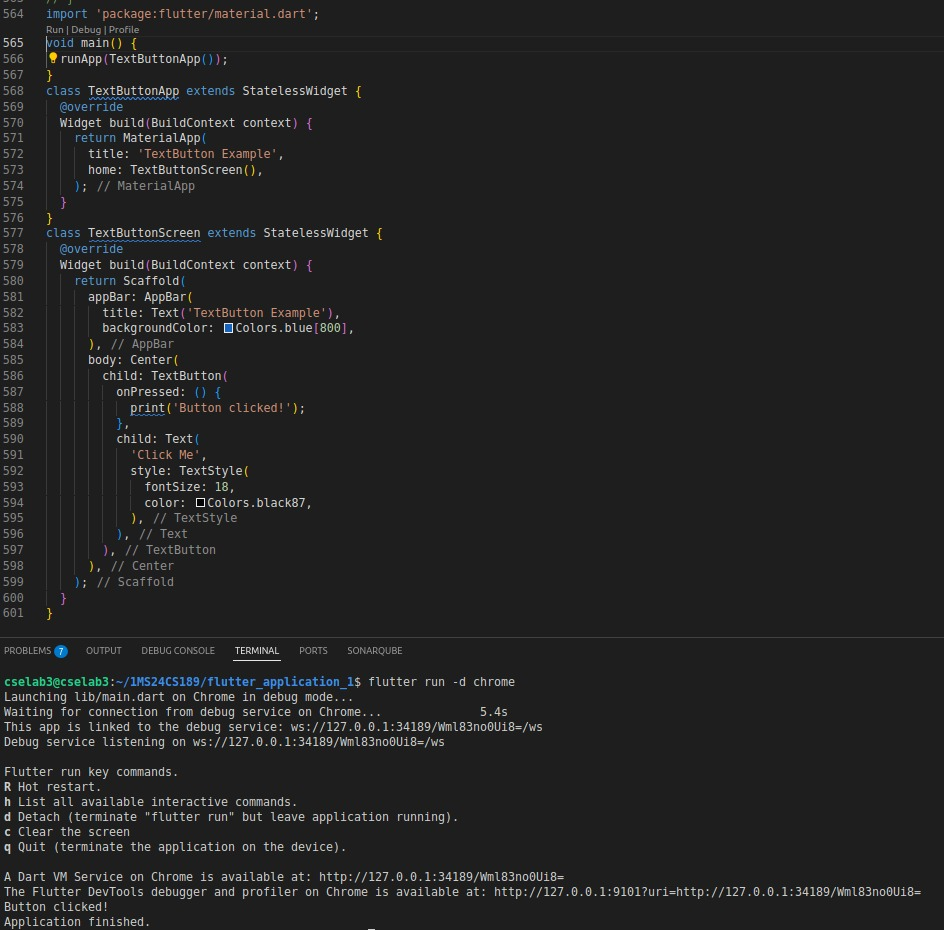 564 import 'package:flutter/material.dart';
Run | Debug | Profile
565 void main() {
566   runApp(TextButtonApp());
567 }
568 class TextButtonApp extends StatelessWidget {
569   @override
570   Widget build(BuildContext context) {
571     return MaterialApp(
572       title: 'TextButton Example',
573       home: TextButtonScreen(),
574     ); // MaterialApp
575   }
576 }
577 class TextButtonScreen extends StatelessWidget {
578   @override
579   Widget build(BuildContext context) {
580     return Scaffold(
581       appBar: AppBar(
582         title: Text('TextButton Example'),
583         backgroundColor: Colors.blue[800],
584       ), // AppBar
585       body: Center(
586         child: TextButton(
587           onPressed: () {
588             print('Button clicked!');
589           },
590           child: Text(
591             'Click Me',
592             style: TextStyle(
593               fontSize: 18,
594               color: Colors.black87,
595             ), // TextStyle
596           ), // Text
597         ), // TextButton
598       ), // Center
599     ); // Scaffold
600   }
601 }
PROBLEMS 7 OUTPUT DEBUG CONSOLE TERMINAL PORTS SONARQUBE
cselab3@cselab3:~/1MS24CS189/flutter_application_1$ flutter run -d chrome
Launching lib/main.dart on Chrome in debug mode...
Waiting for connection from debug service on Chrome... 5.4s
This app is linked to the debug service: ws://127.0.0.1:34189/Wml83no0Ui8=/ws
Debug service listening on ws://127.0.0.1:34189/Wml83no0Ui8=/ws
Flutter run key commands.
R Hot restart.
h List all available interactive commands.
d Detach (terminate "flutter run" but leave application running).
c Clear the screen
q Quit (terminate the application on the device).
A Dart VM Service on Chrome is available at: http://127.0.0.1:34189/Wml83no0Ui8=
The Flutter DevTools debugger and profiler on Chrome is available at: http://127.0.0.1:9101?uri=http://127.0.0.1:34189/Wml83no0Ui8=
Button clicked!
Application finished.